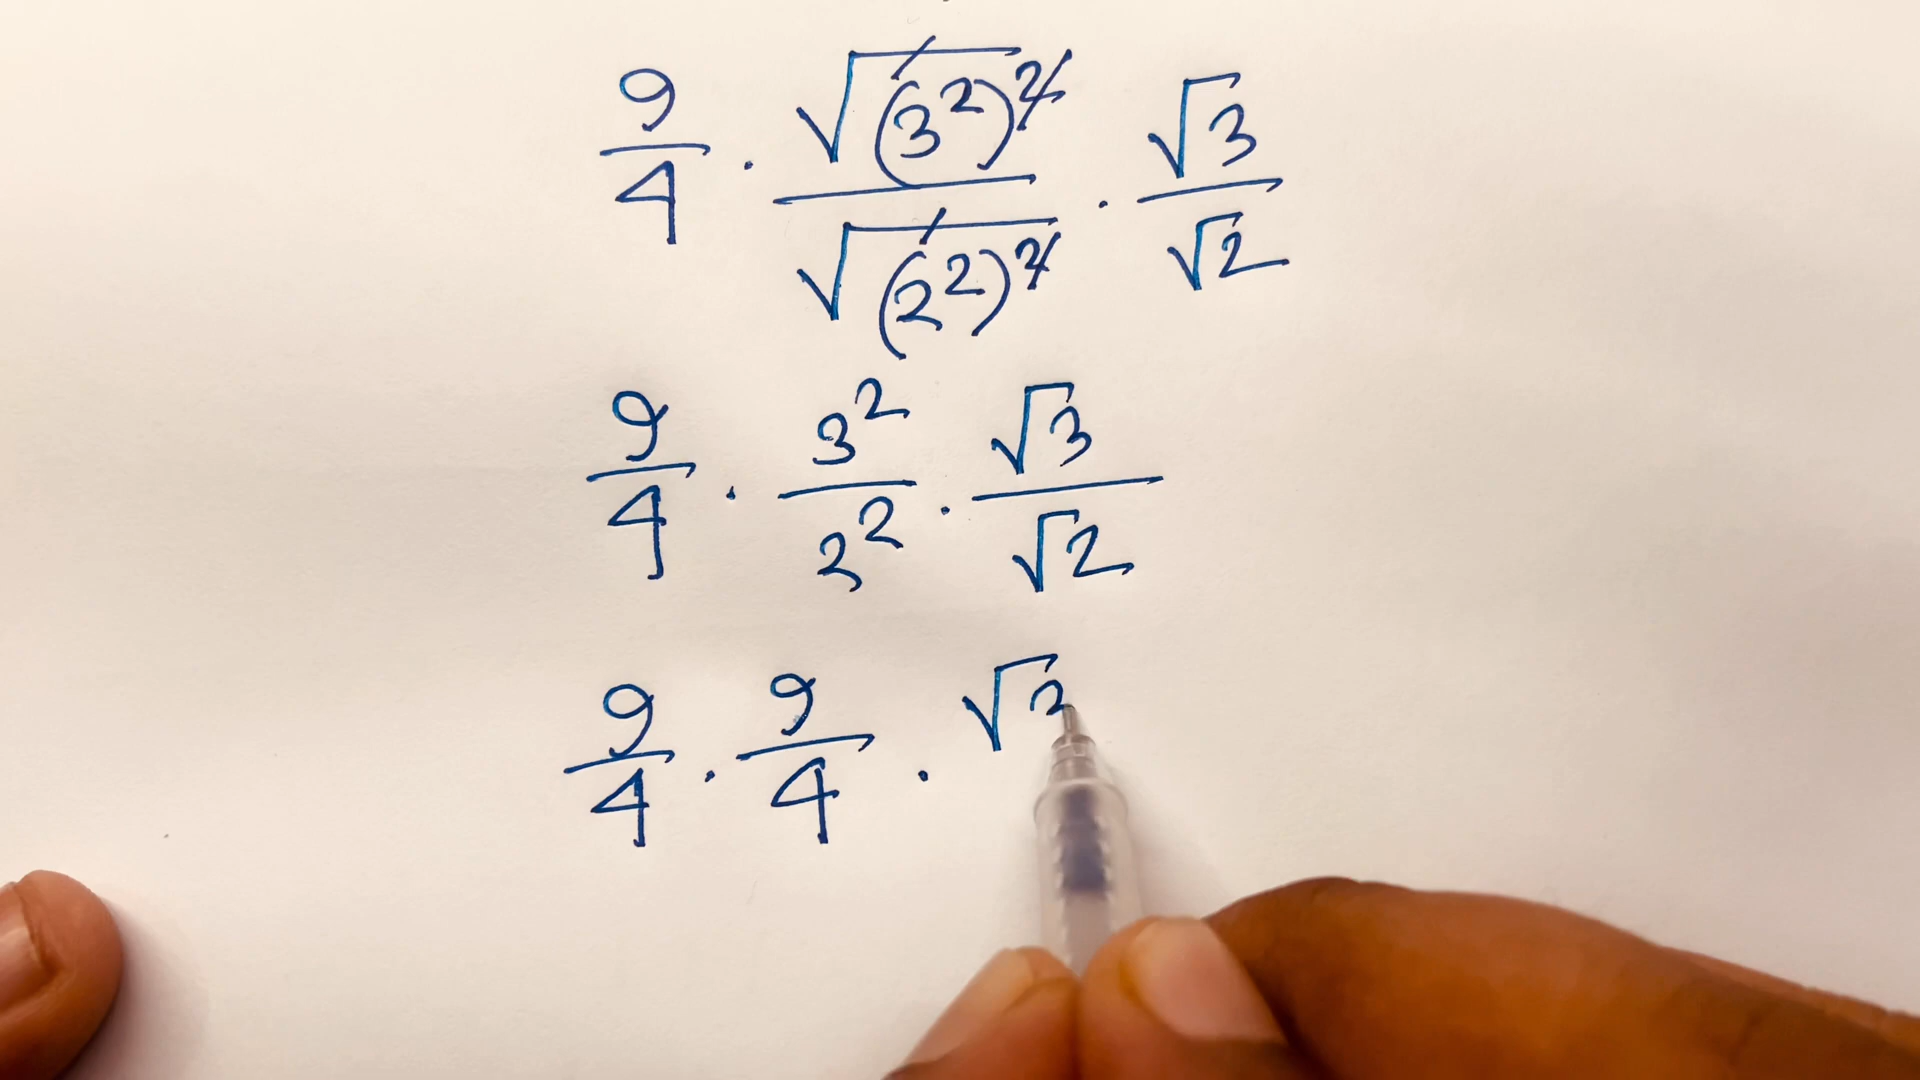 9/4 · √(3²)²/√(2²)² · √3/√2
9/4 · 3²/2² · √3/√2
9/4 · 9/4 · √3